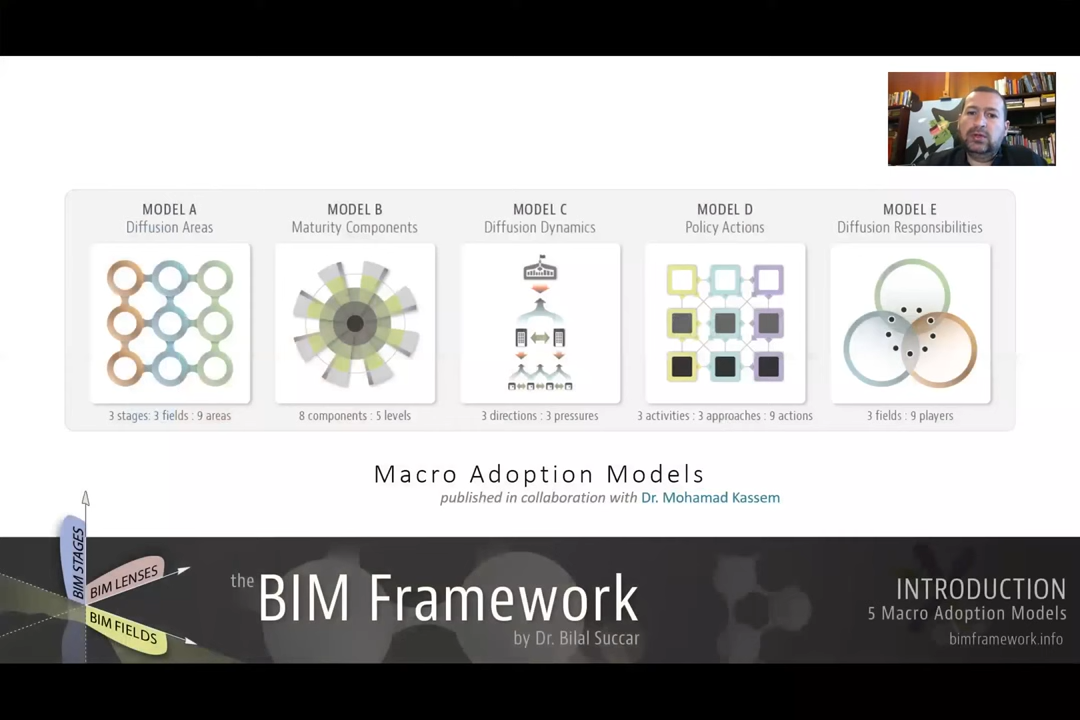 MODEL A
Diffusion Areas
3 stages: 3 fields : 9 areas
MODEL B
Maturity Components
8 components : 5 levels
MODEL C
Diffusion Dynamics
3 directions : 3 pressures
MODEL D
Policy Actions
3 activities : 3 approaches : 9 actions
MODEL E
Diffusion Responsibilities
3 fields : 9 players
Macro Adoption Models
published in collaboration with Dr. Mohamad Kassem
BIM STAGES
BIM LENSES
BIM FIELDS
the BIM Framework
by Dr. Bilal Succar
INTRODUCTION
5 Macro Adoption Models
bimframework.info